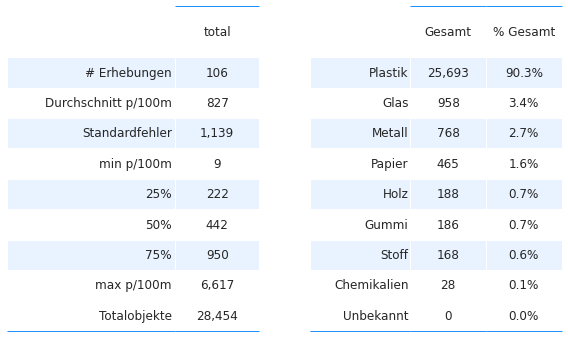 total
# Erhebungen 106
Durchschnitt p/100m 827
Standardfehler 1,139
min p/100m 9
25% 222
50% 442
75% 950
max p/100m 6,617
Totalobjekte 28,454
Gesamt % Gesamt
Plastik 25,693 90.3%
Glas 958 3.4%
Metall 768 2.7%
Papier 465 1.6%
Holz 188 0.7%
Gummi 186 0.7%
Stoff 168 0.6%
Chemikalien 28 0.1%
Unbekannt 0 0.0%